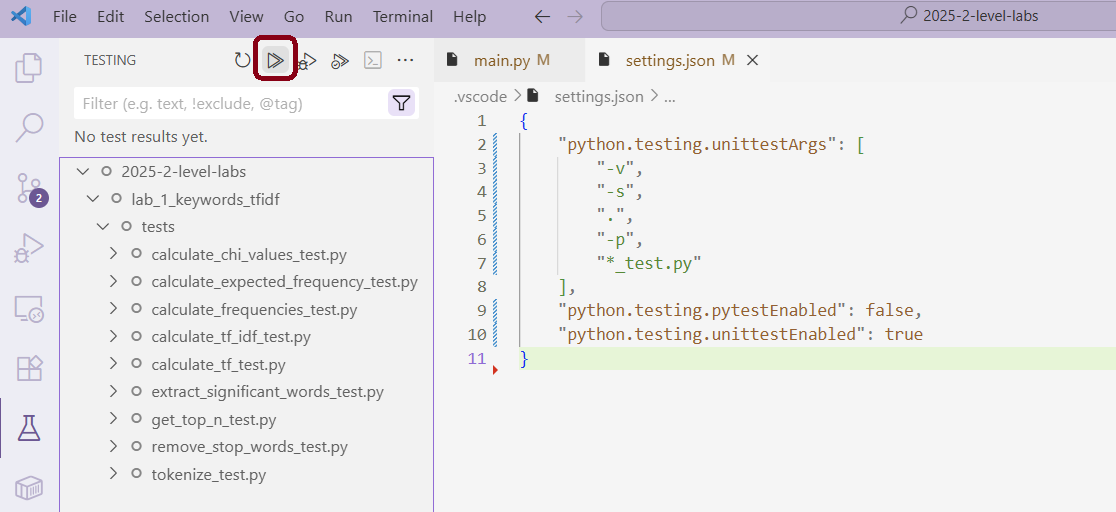 File Edit Selection View Go Run Terminal Help 2025-2-level-labs
TESTING
Filter (e.g. text, !exclude, @tag)
No test results yet.
2025-2-level-labs
lab_1_keywords_tfidf
tests
calculate_chi_values_test.py
calculate_expected_frequency_test.py
calculate_frequencies_test.py
calculate_tf_idf_test.py
calculate_tf_test.py
extract_significant_words_test.py
get_top_n_test.py
remove_stop_words_test.py
tokenize_test.py
2
main.py M settings.json M
.vscode > settings.json > ...
1 {
2 "python.testing.unittestArgs": [
3 "-v",
4 "-s",
5 ".",
6 "-p",
7 "*_test.py"
8 ],
9 "python.testing.pytestEnabled": false,
10 "python.testing.unittestEnabled": true
11 }